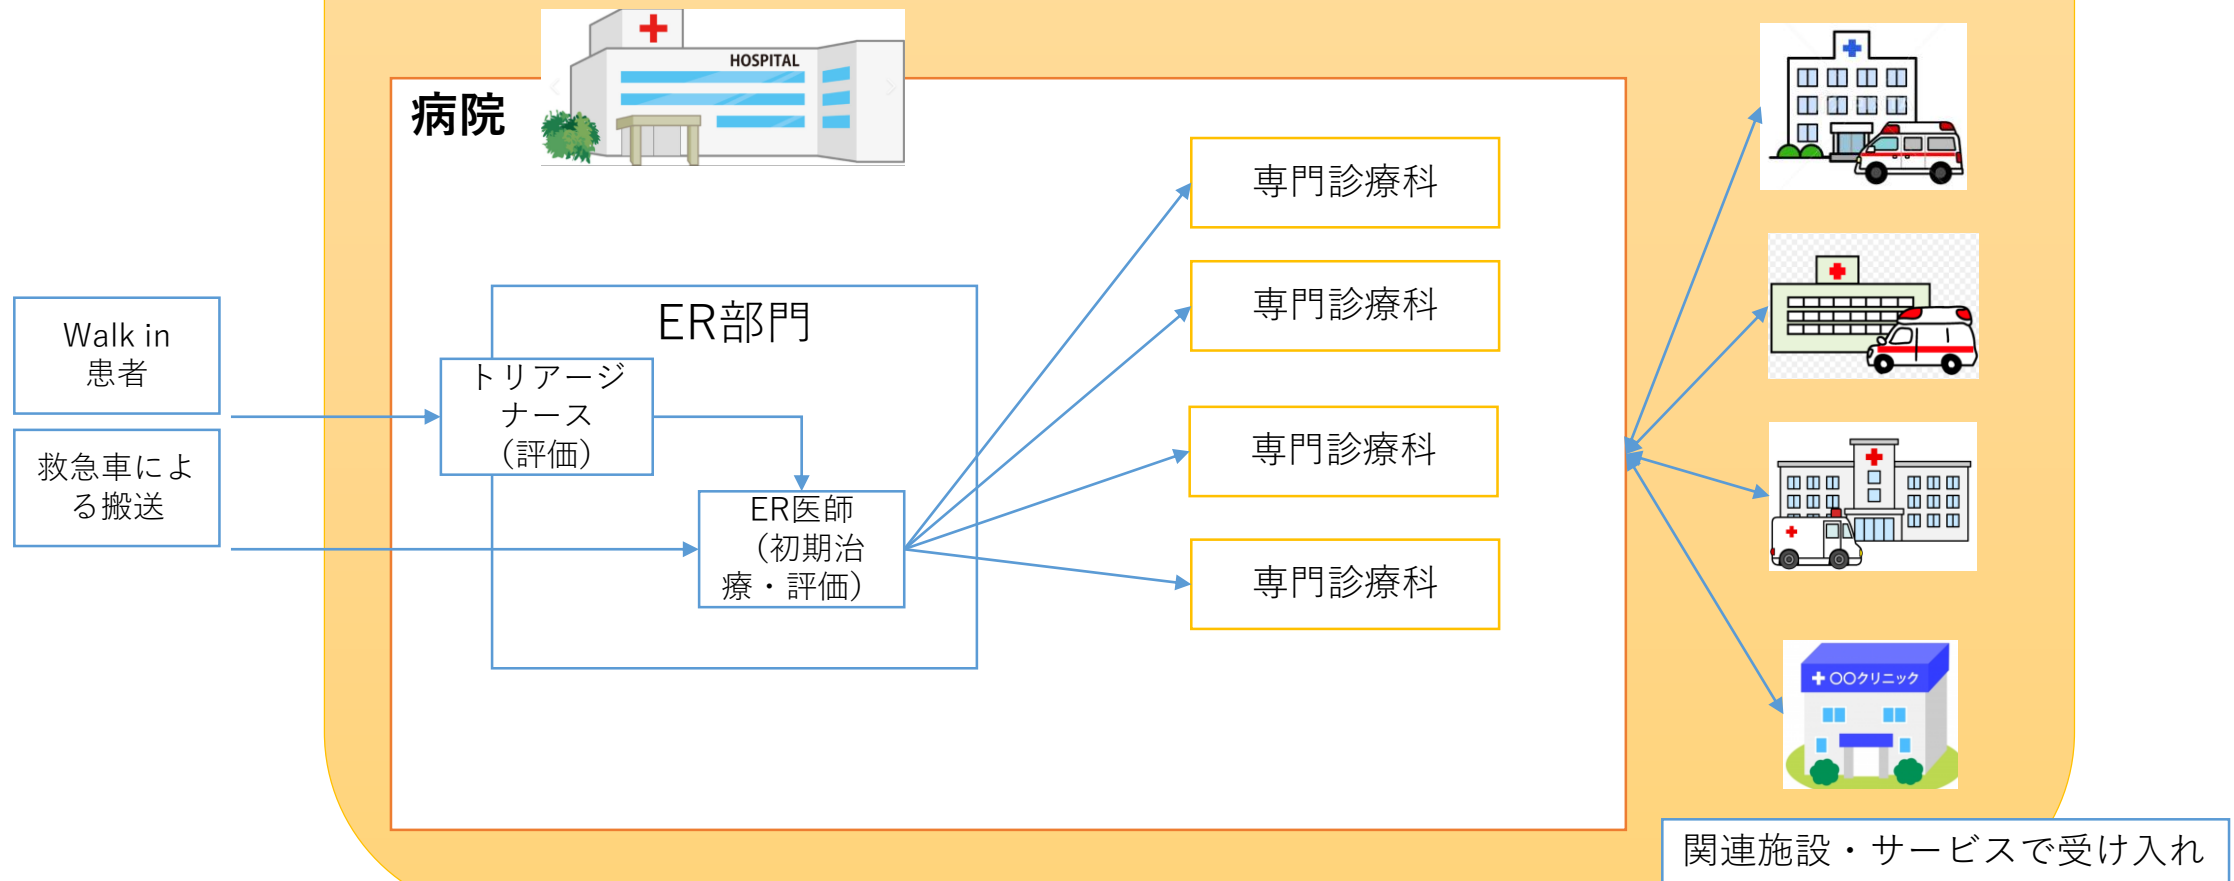 HOSPITAL
病院
専門診療科
専門診療科
ER部門
Walk in
患者
トリアージ
ナース
（評価）
専門診療科
救急車によ
る搬送
ER医師
（初期治
療・評価）
専門診療科
〇〇クリニック
関連施設・サービスで受け入れ